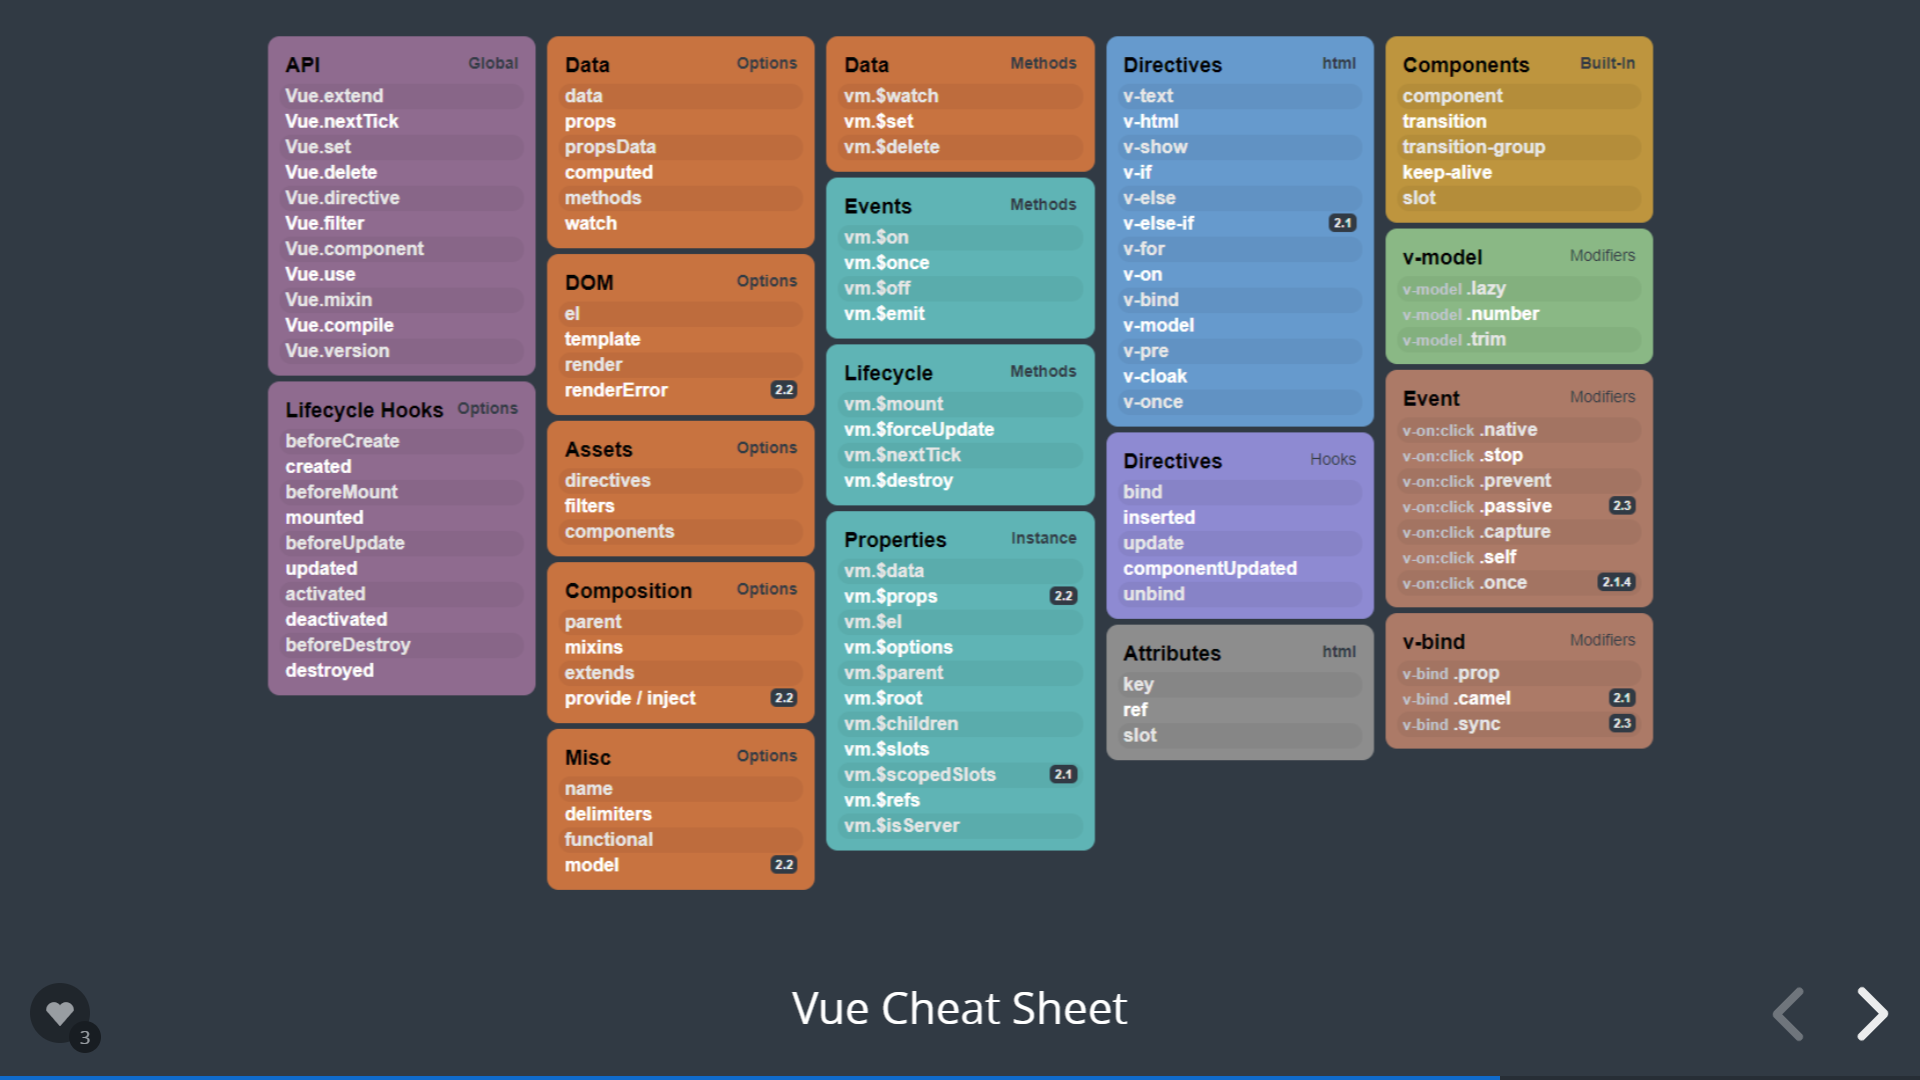 API Global
Vue.extend
Vue.nextTick
Vue.set
Vue.delete
Vue.directive
Vue.filter
Vue.component
Vue.use
Vue.mixin
Vue.compile
Vue.version
Lifecycle Hooks Options
beforeCreate
created
beforeMount
mounted
beforeUpdate
updated
activated
deactivated
beforeDestroy
destroyed
Data Options
data
props
propsData
computed
methods
watch
DOM Options
el
template
render
renderError 2.2
Assets Options
directives
filters
components
Composition Options
parent
mixins
extends
provide / inject 2.2
Misc Options
name
delimiters
functional
model 2.2
Data Methods
vm.$watch
vm.$set
vm.$delete
Events Methods
vm.$on
vm.$once
vm.$off
vm.$emit
Lifecycle Methods
vm.$mount
vm.$forceUpdate
vm.$nextTick
vm.$destroy
Properties Instance
vm.$data
vm.$props 2.2
vm.$el
vm.$options
vm.$parent
vm.$root
vm.$children
vm.$slots
vm.$scopedSlots 2.1
vm.$refs
vm.$isServer
Directives html
v-text
v-html
v-show
v-if
v-else
v-else-if 2.1
v-for
v-on
v-bind
v-model
v-pre
v-cloak
v-once
Directives Hooks
bind
inserted
update
componentUpdated
unbind
Attributes html
key
ref
slot
Components Built-In
component
transition
transition-group
keep-alive
slot
v-model Modifiers
v-model .lazy
v-model .number
v-model .trim
Event Modifiers
v-on:click .native
v-on:click .stop
v-on:click .prevent
v-on:click .passive 2.3
v-on:click .capture
v-on:click .self
v-on:click .once 2.1.4
v-bind Modifiers
v-bind .prop
v-bind .camel 2.1
v-bind .sync 2.3
Vue Cheat Sheet
3